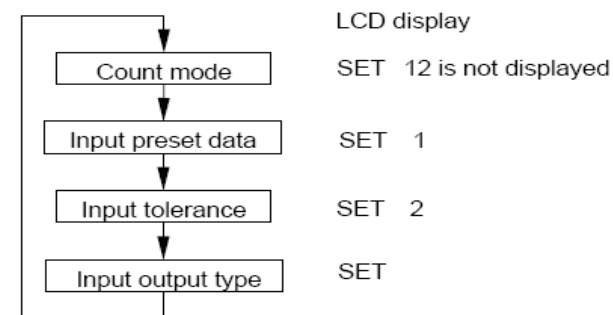 LCD display
Count mode SET 12 is not displayed
Input preset data SET 1
Input tolerance SET 2
Input output type SET